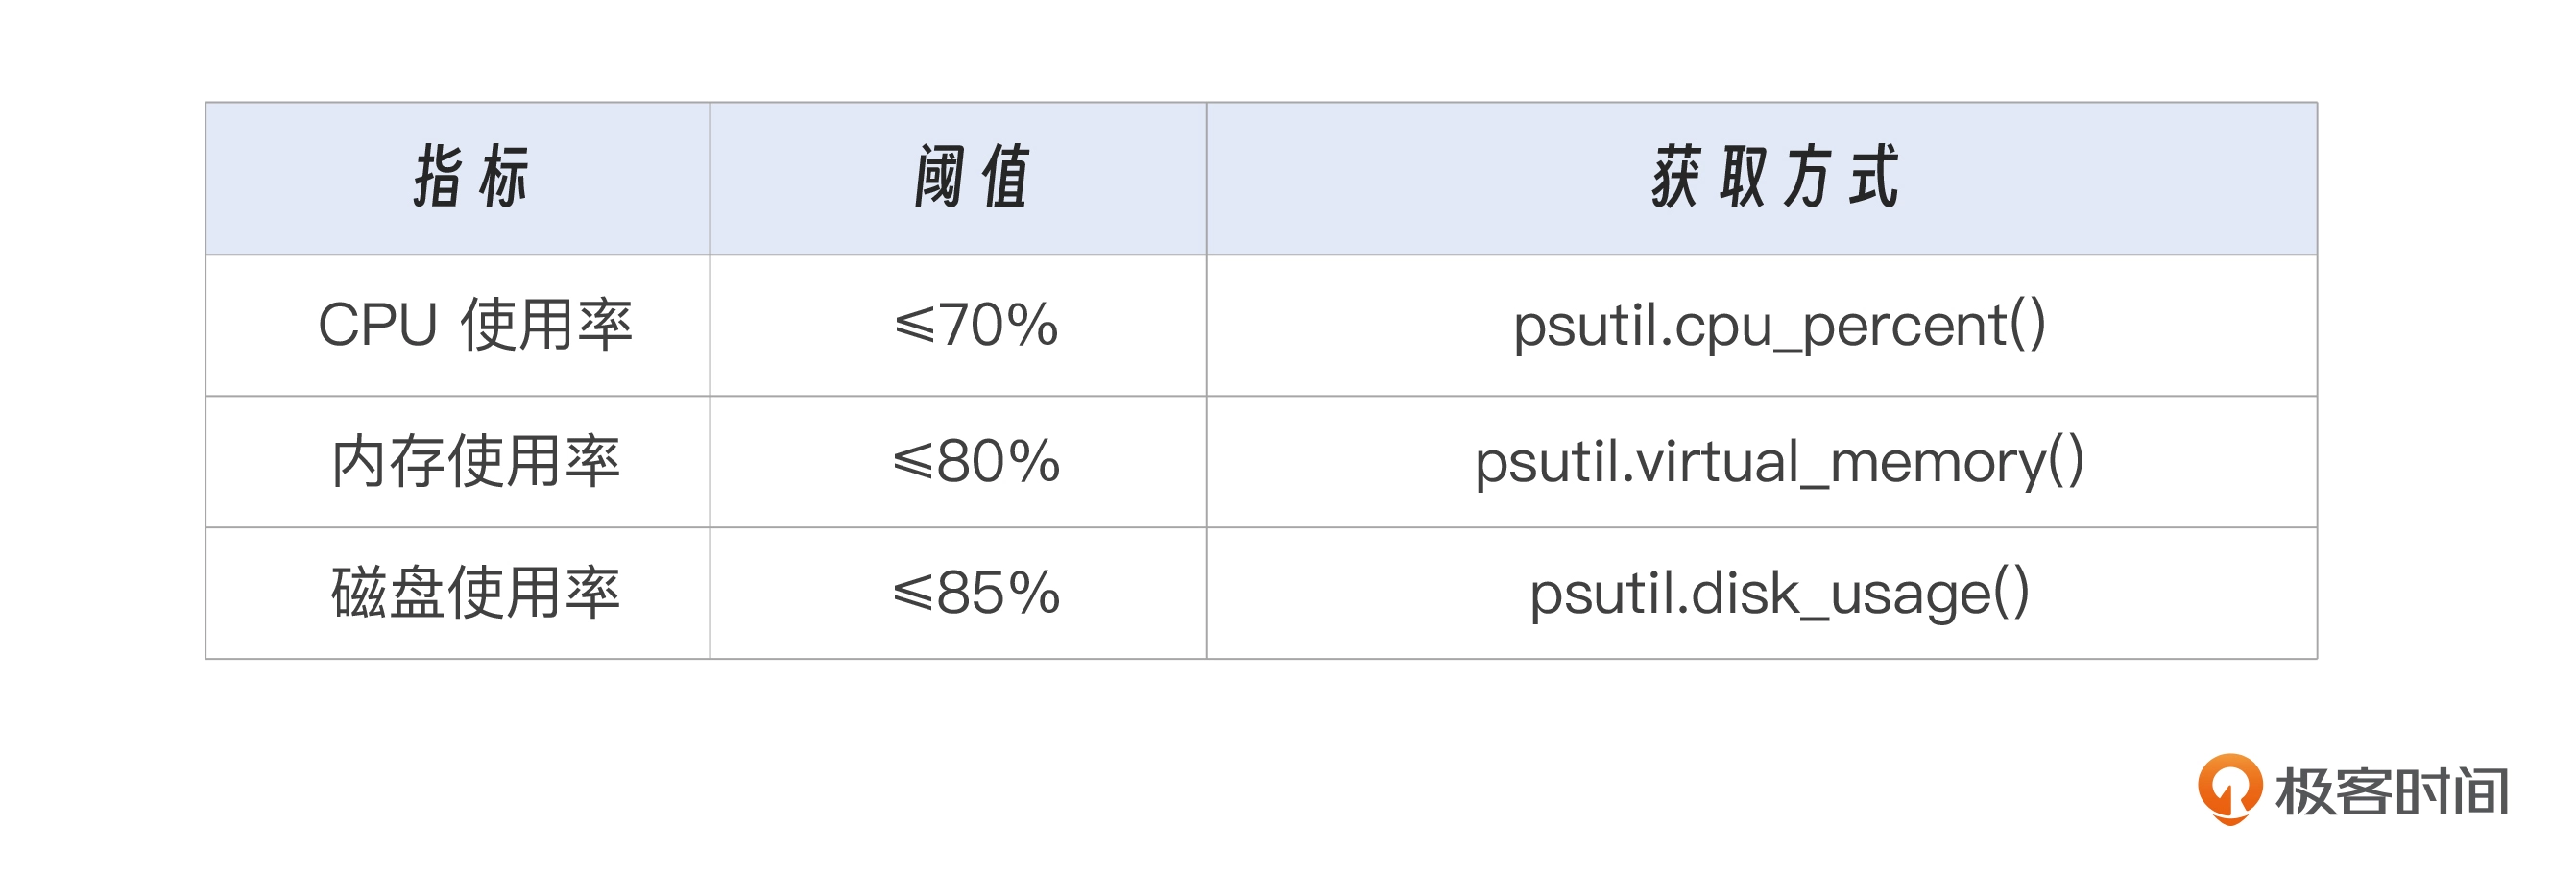 指标 阈值 获取方式
CPU 使用率 ≤70% psutil.cpu_percent()
内存使用率 ≤80% psutil.virtual_memory()
磁盘使用率 ≤85% psutil.disk_usage()
极客时间